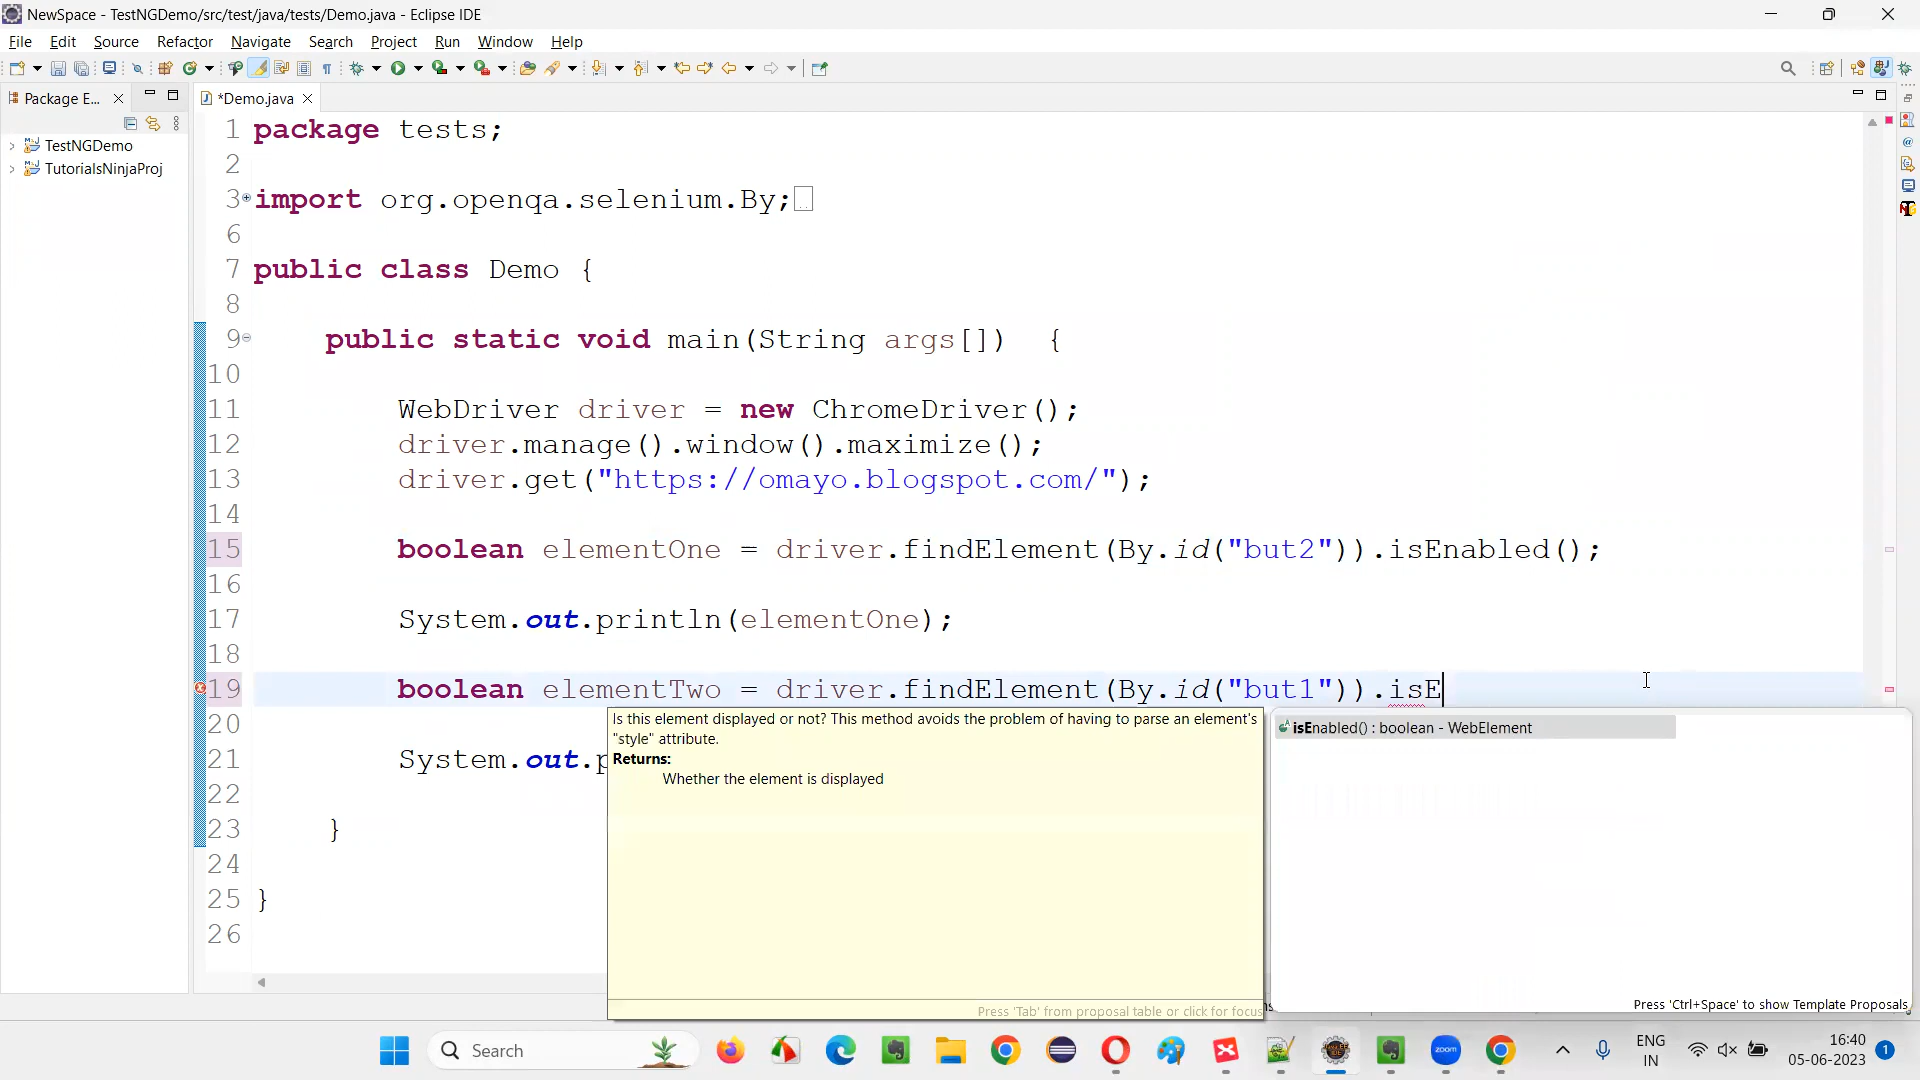 NewSpace - TestNGDemo/src/test/java/tests/Demo.java - Eclipse IDE
File Edit Source Refactor Navigate Search Project Run Window Help
Package E...
*Demo.java
TestNGDemo
TutorialsNinjaProj
1 package tests;
2
3 import org.openqa.selenium.By;
6
7 public class Demo {
8
9 public static void main(String args[]) {
10
11 WebDriver driver = new ChromeDriver();
12 driver.manage().window().maximize();
13 driver.get("https://omayo.blogspot.com/");
14
15 boolean elementOne = driver.findElement(By.id("but2")).isEnabled();
16
17 System.out.println(elementOne);
18
19 boolean elementTwo = driver.findElement(By.id("but1")).isE
20
21 System.out.p
22
23 }
24
25 }
26
Is this element displayed or not? This method avoids the problem of having to parse an element's
"style" attribute.
Returns:
Whether the element is displayed
Press 'Tab' from proposal table or click for focus
isEnabled() : boolean - WebElement
Press 'Ctrl+Space' to show Template Proposals
Search
zoom
ENG
IN
16:40
05-06-2023
1